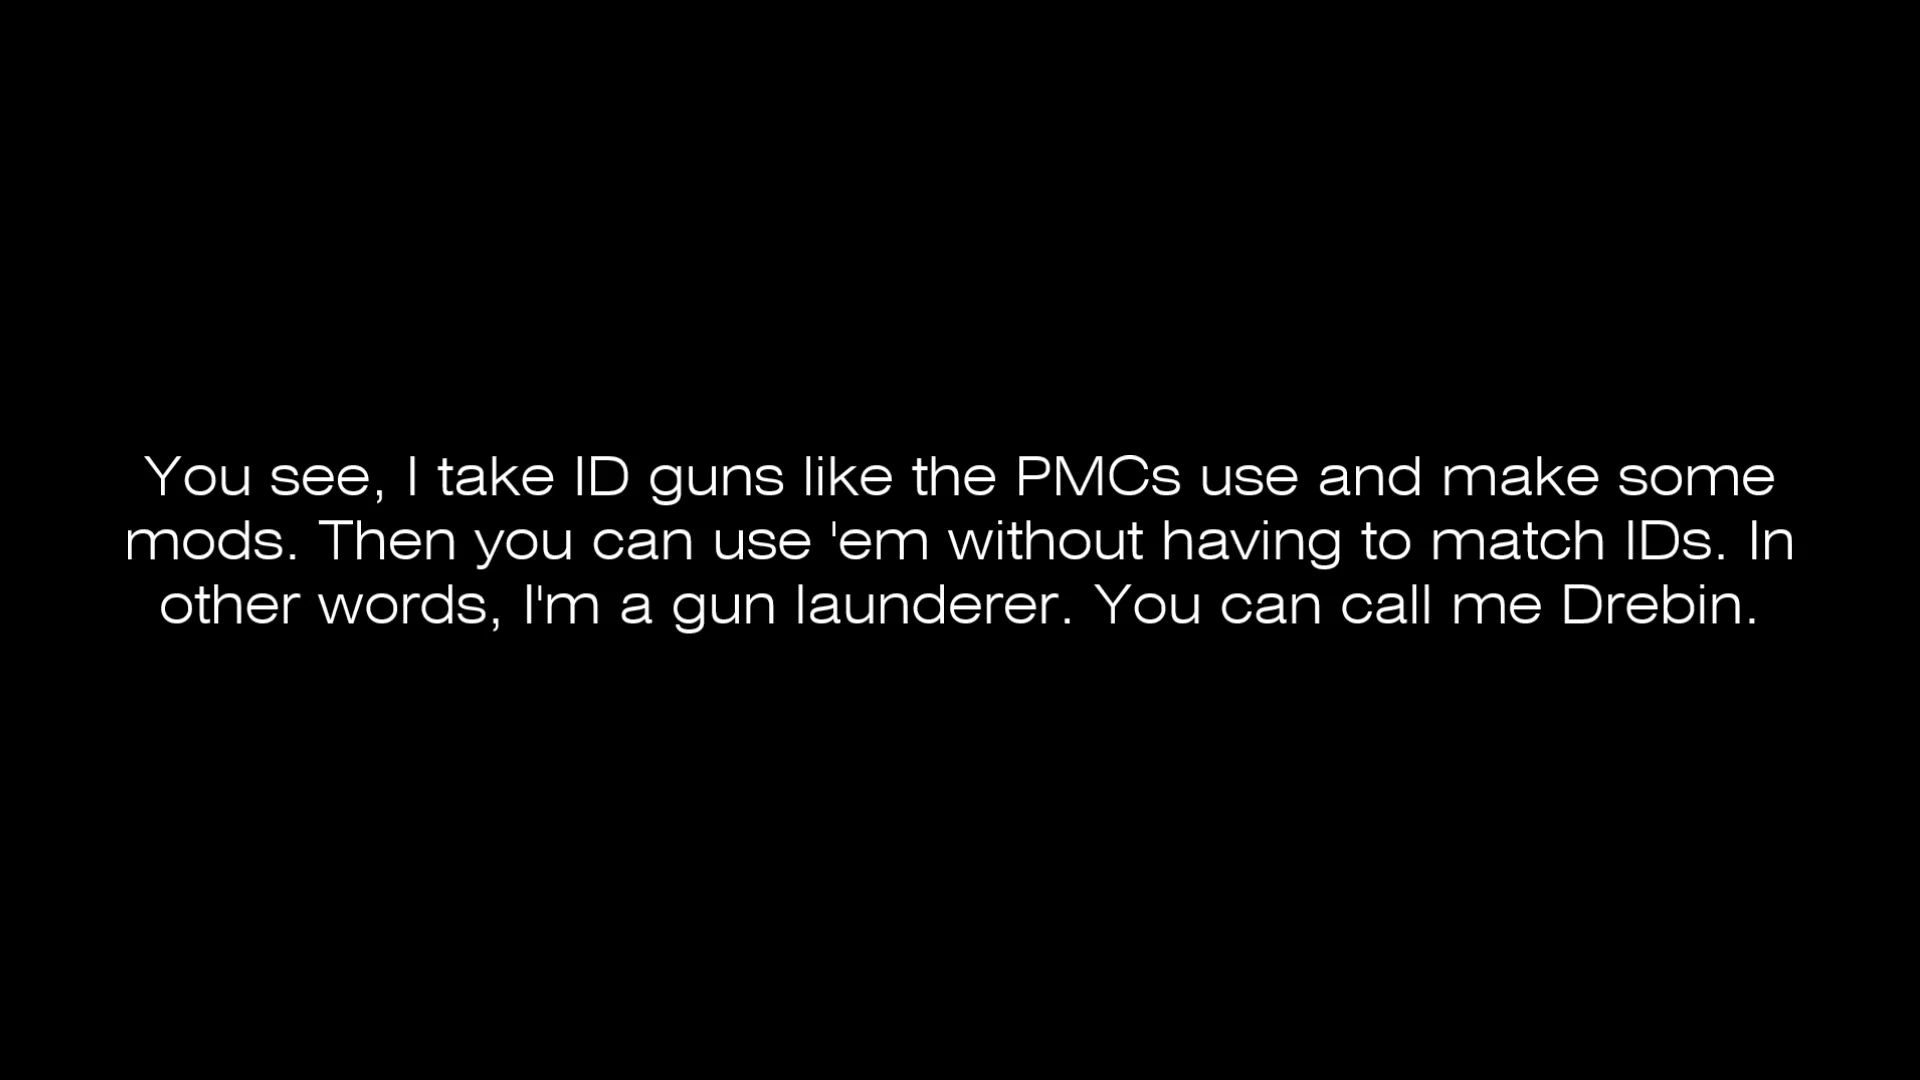 You see, I take ID guns like the PMCs use and make some
mods. Then you can use 'em without having to match IDs. In
other words, I'm a gun launderer. You can call me Drebin.